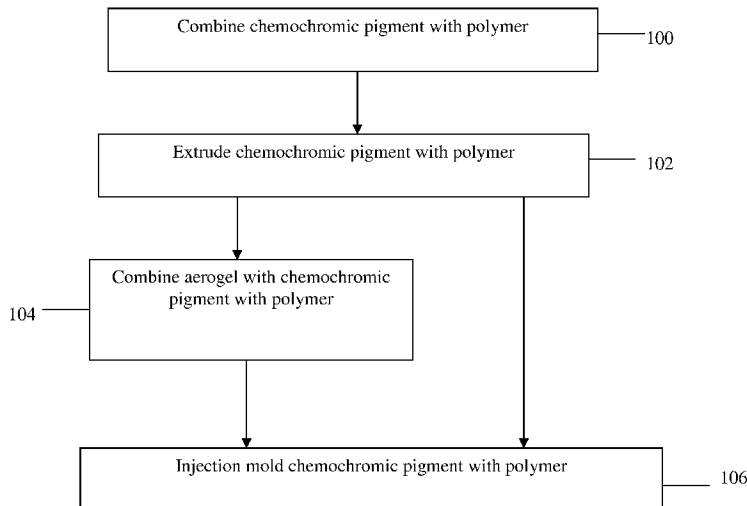 Combine chemochromic pigment with polymer
100
Extrude chemochromic pigment with polymer
102
Combine aerogel with chemochromic
pigment with polymer
104
Injection mold chemochromic pigment with polymer
106